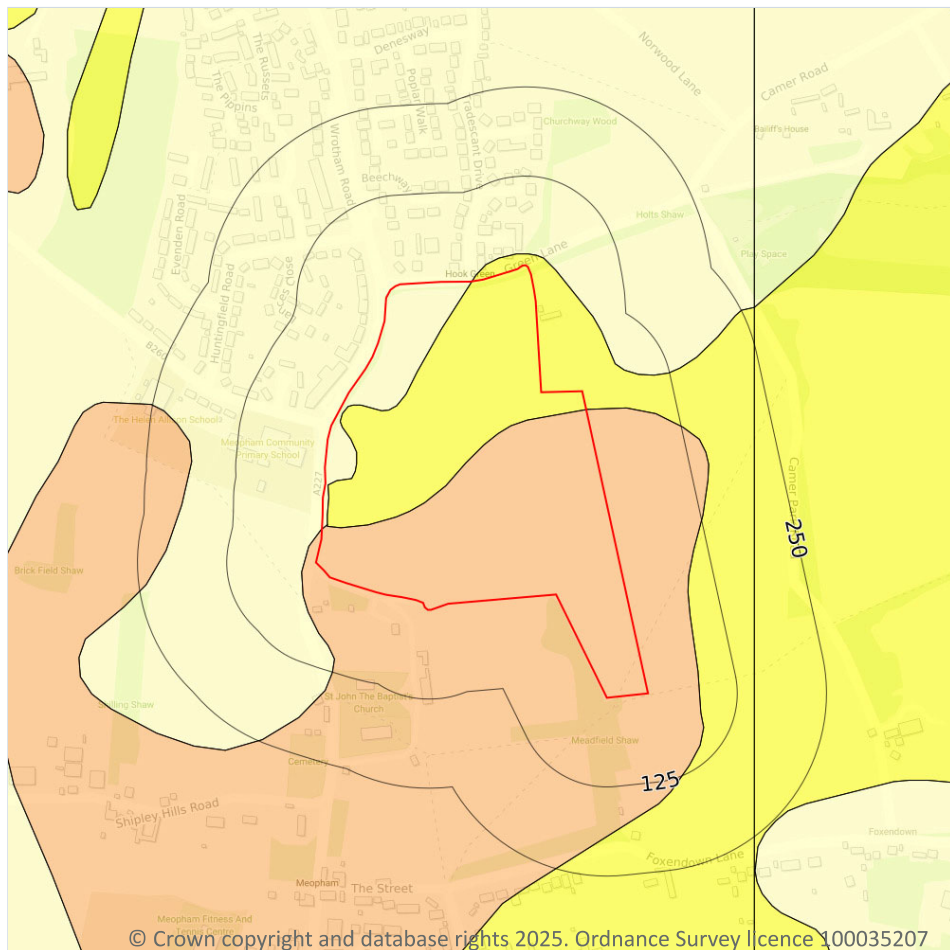 Denesway
Norwood Lane
Camer Road
The Russets
The Pippins
Poplar Walk
Tradescant Drive
Churchway Wood
Bailiff's House
Wrotham Road
Beechway
Evenden Road
Holts Shaw
Green Lane
Play Space
Hook Green
Huntingfield Road
B260
The Helen Allison School
Meopham Community
Primary School
A227
250
Brick Field Shaw
St John The Baptist's
Church
Meadfield Shaw
Cemetery
125
Shipley Hills Road
Foxendown
Foxendown Lane
Meopham
The Street
Meopham Fitness And
Tennis Centre
© Crown copyright and database rights 2025. Ordnance Survey licence 100035207